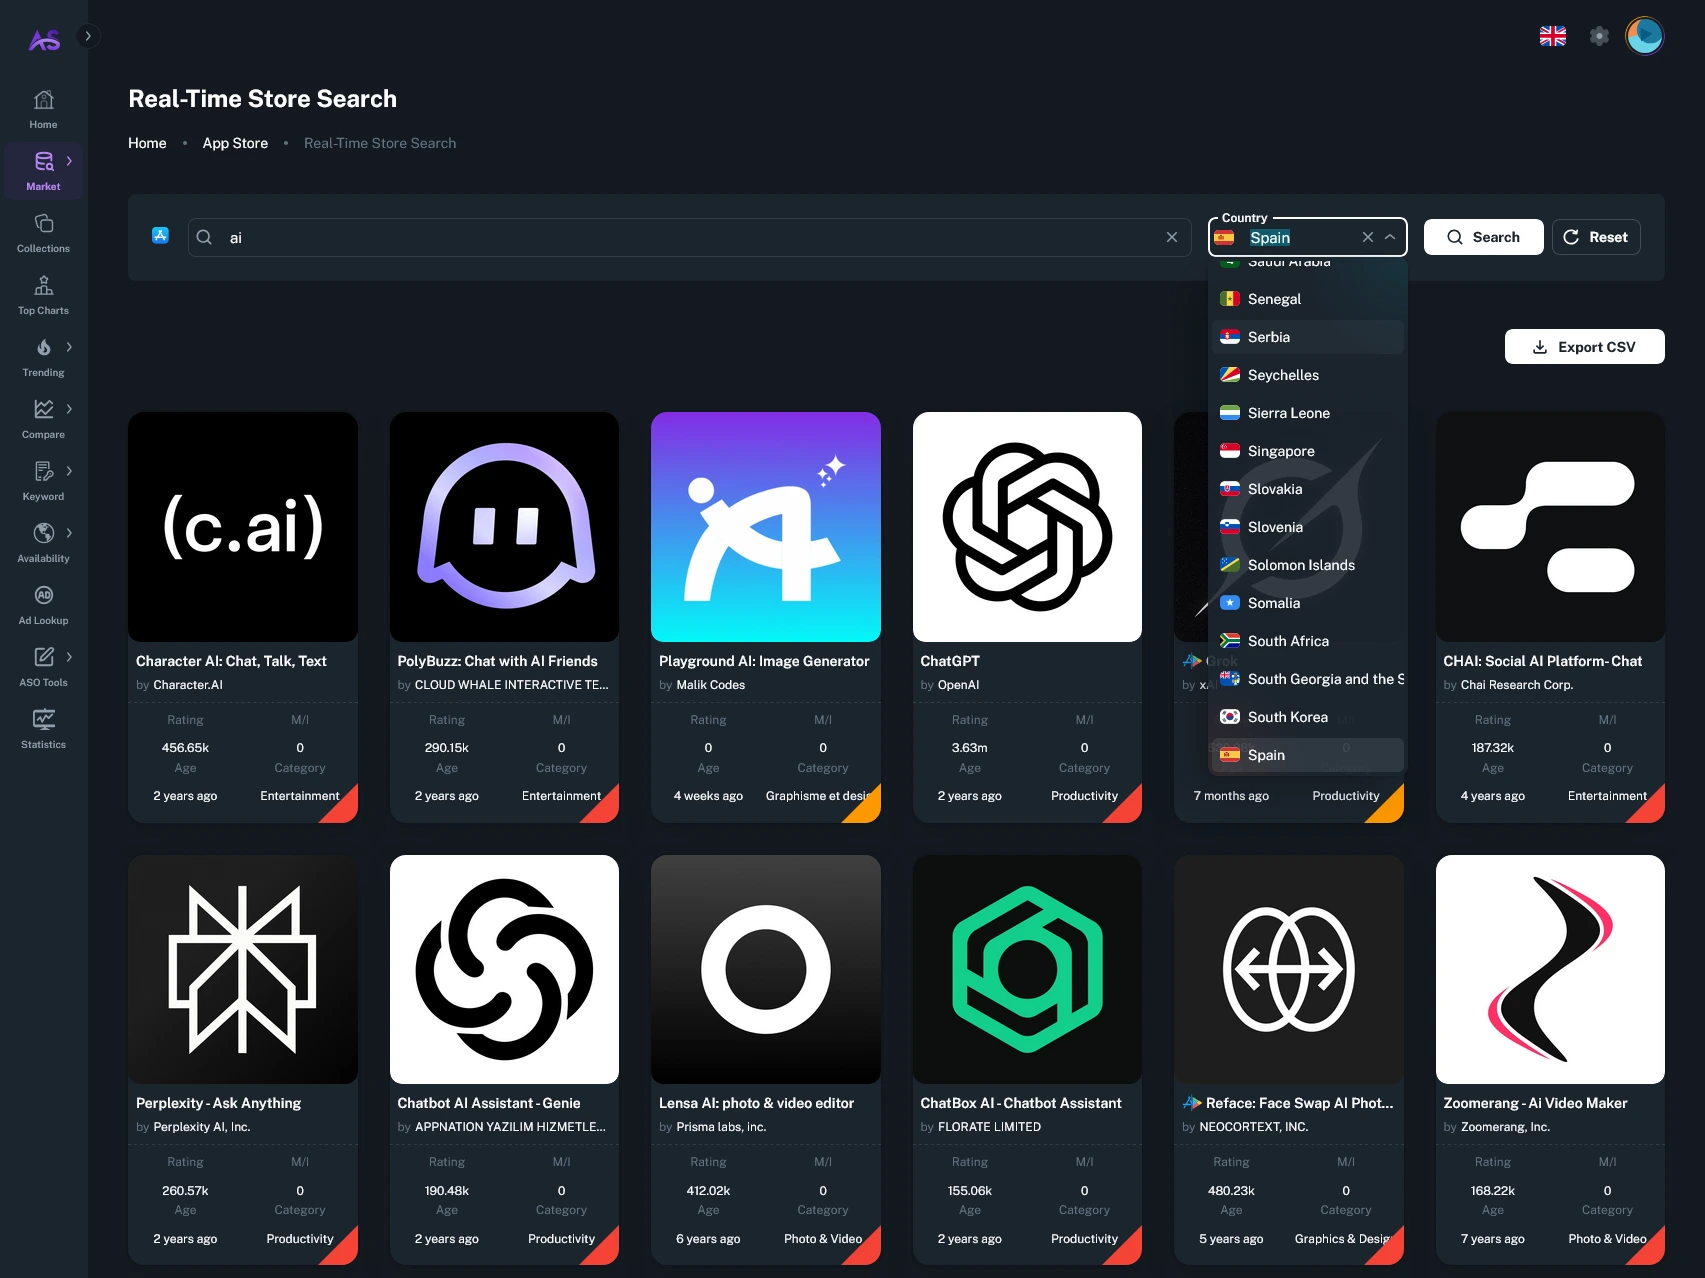 AS
Home
Market
Collections
Top Charts
Trending
Compare
Keyword
Availability
AD
Ad Lookup
ASO Tools
Statistics
Real-Time Store Search
Home • App Store • Real-Time Store Search
ai
Country
Spain
Search
Reset
Saudi Arabia
Senegal
Serbia
Seychelles
Sierra Leone
Singapore
Slovakia
Slovenia
Solomon Islands
Somalia
South Africa
South Georgia and the S
South Korea
Spain
Export CSV
(c.ai)
Character AI: Chat, Talk, Text
by Character.AI
Rating M/I
456.65k 0
Age Category
2 years ago Entertainment
PolyBuzz: Chat with AI Friends
by CLOUD WHALE INTERACTIVE TE...
Rating M/I
290.15k 0
Age Category
2 years ago Entertainment
Playground AI: Image Generator
by Malik Codes
Rating M/I
0 0
Age Category
4 weeks ago Graphisme et desig
ChatGPT
by OpenAI
Rating M/I
3.63m 0
Age Category
2 years ago Productivity
Grok
by xAI
0
7 months ago Productivity
CHAI: Social AI Platform- Chat
by Chai Research Corp.
Rating M/I
187.32k 0
Age Category
4 years ago Entertainment
Perplexity - Ask Anything
by Perplexity AI, Inc.
Rating M/I
260.57k 0
Age Category
2 years ago Productivity
Chatbot AI Assistant - Genie
by APPNATION YAZILIM HIZMETLE...
Rating M/I
190.48k 0
Age Category
2 years ago Productivity
Lensa AI: photo & video editor
by Prisma labs, inc.
Rating M/I
412.02k 0
Age Category
6 years ago Photo & Video
ChatBox AI - Chatbot Assistant
by FLORATE LIMITED
Rating M/I
155.06k 0
Age Category
2 years ago Productivity
Reface: Face Swap AI Phot...
by NEOCORTEXT, INC.
Rating M/I
480.23k 0
Age Category
5 years ago Graphics & Design
Zoomerang - Ai Video Maker
by Zoomerang, Inc.
Rating M/I
168.22k 0
Age Category
7 years ago Photo & Video